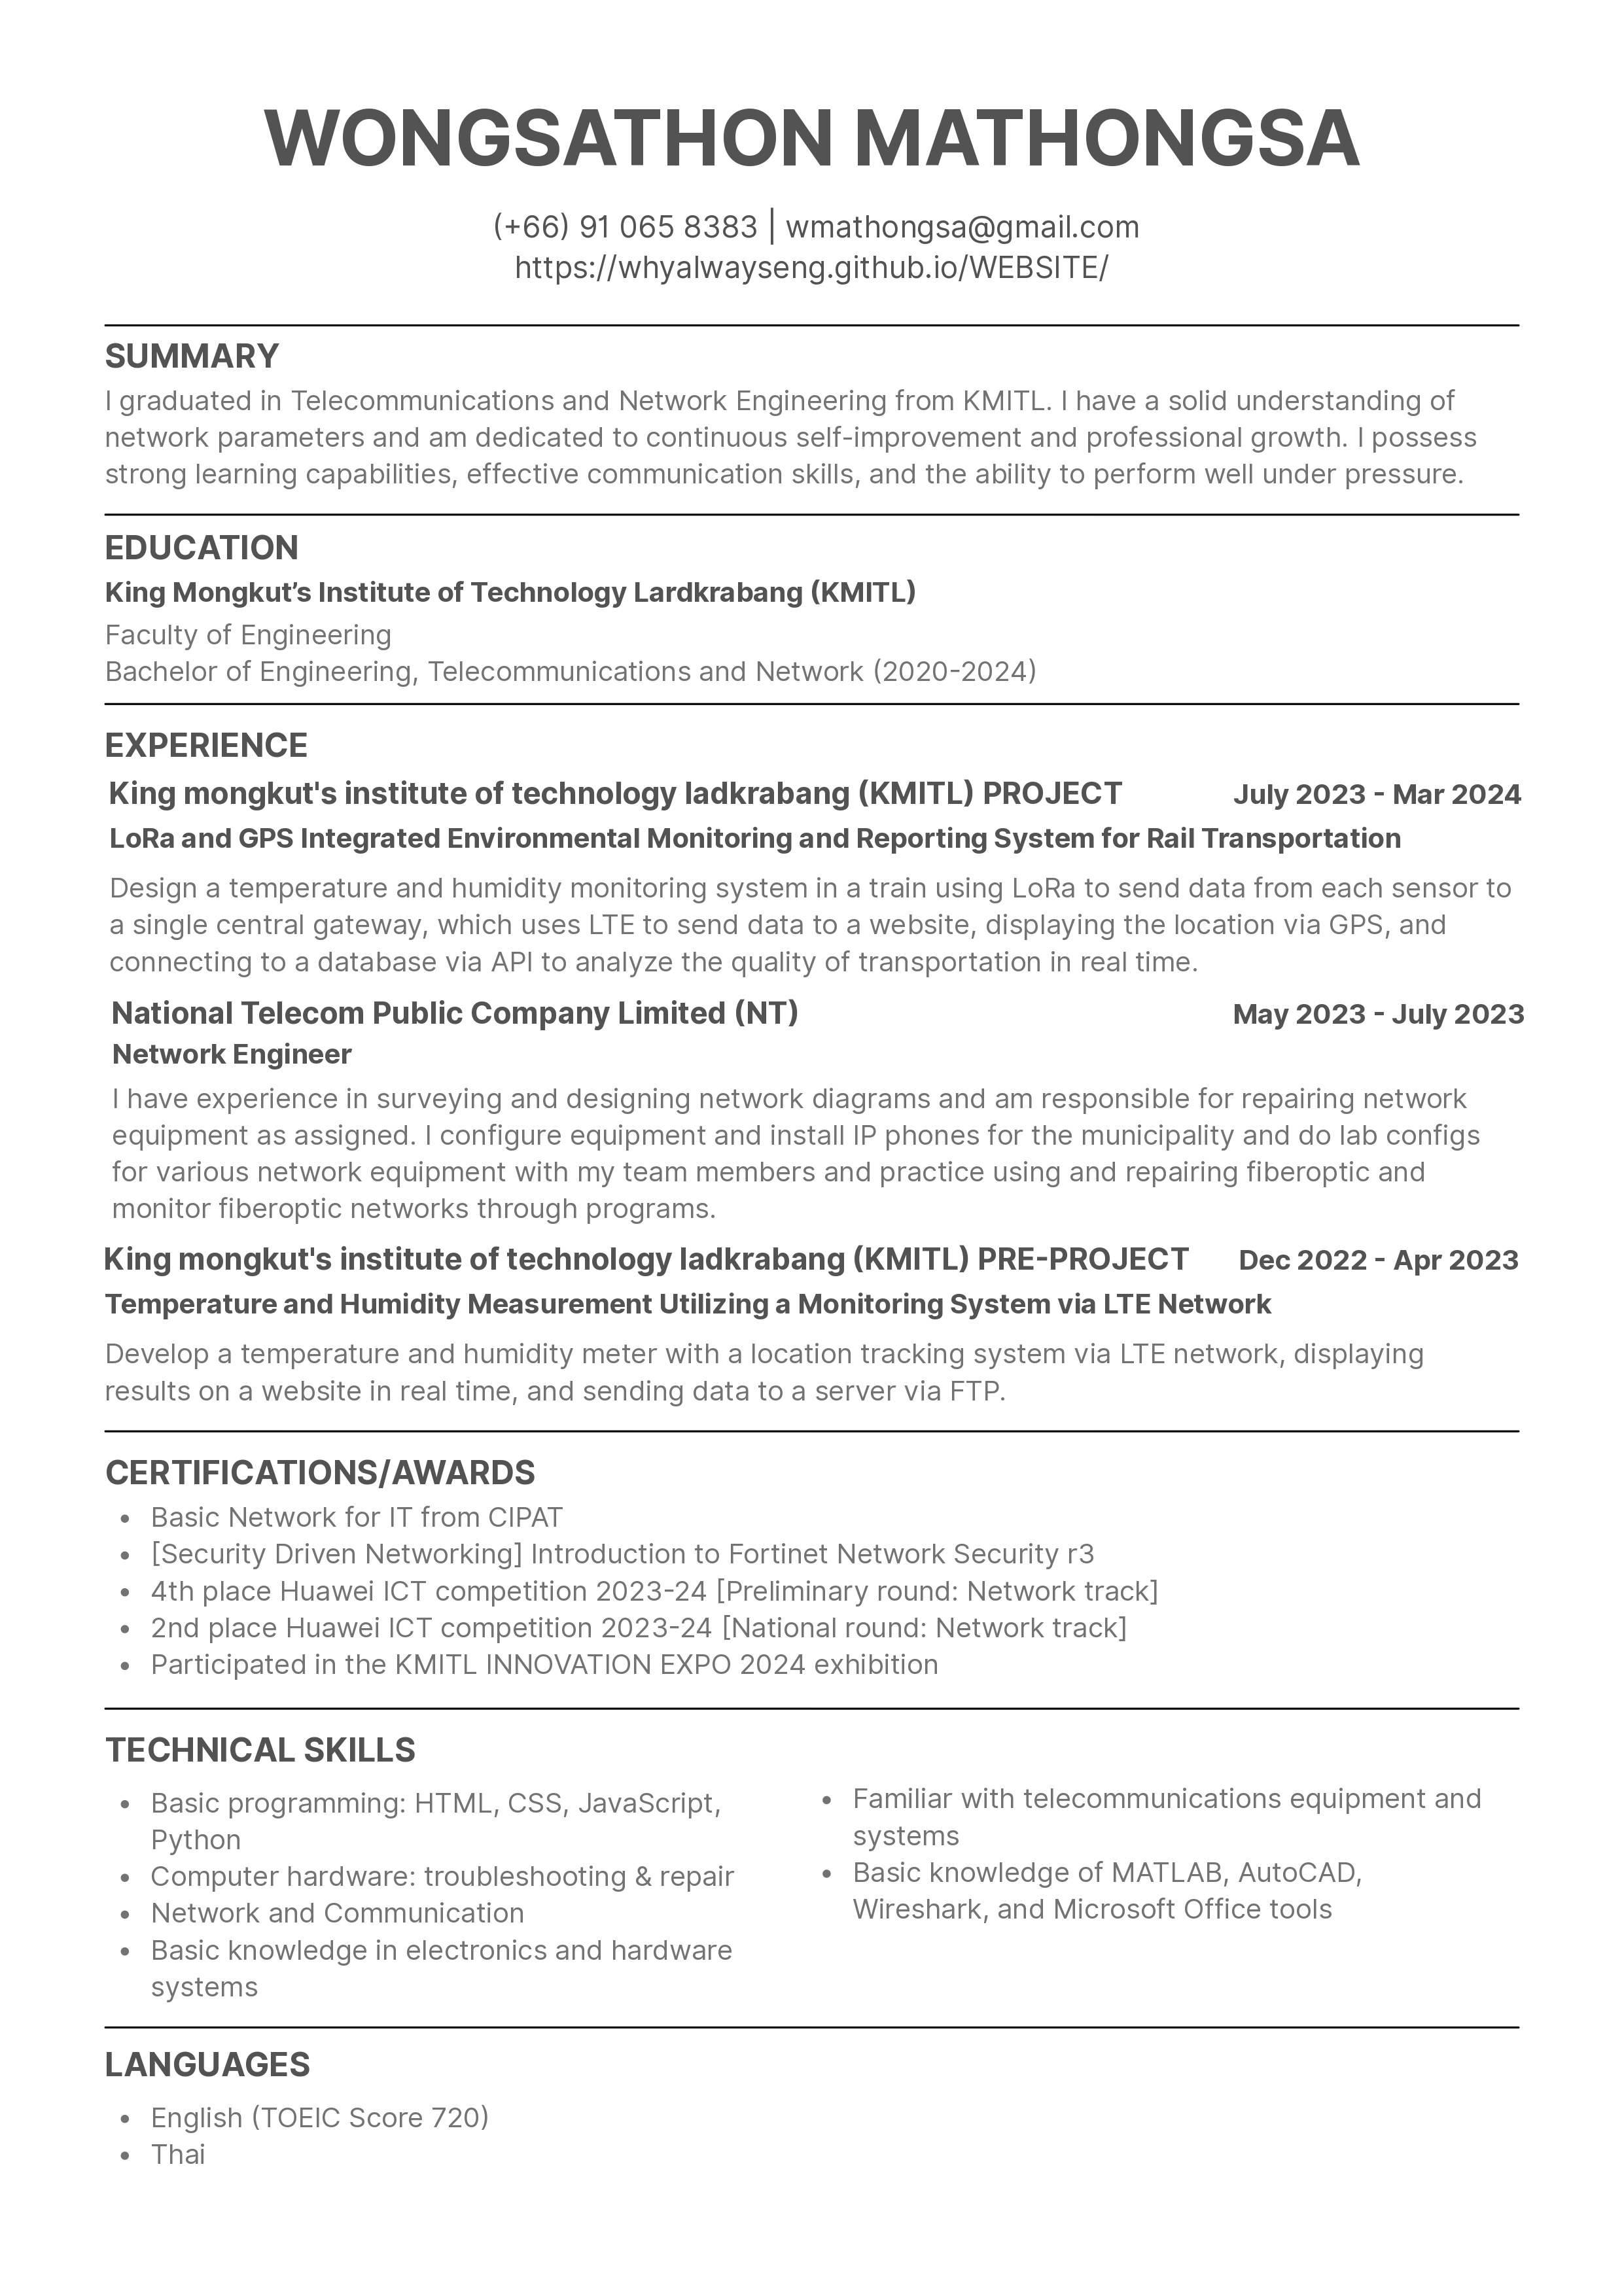 WONGSATHON MATHONGSA
(+66) 91 065 8383 | wmathongsa@gmail.com
https://whyalwayseng.github.io/WEBSITE/
SUMMARY
I graduated in Telecommunications and Network Engineering from KMITL. I have a solid understanding of
network parameters and am dedicated to continuous self-improvement and professional growth. I possess
strong learning capabilities, effective communication skills, and the ability to perform well under pressure.
EDUCATION
King Mongkut’s Institute of Technology Lardkrabang (KMITL)
Faculty of Engineering
Bachelor of Engineering, Telecommunications and Network (2020-2024)
EXPERIENCE
King mongkut's institute of technology ladkrabang (KMITL) PROJECT July 2023 - Mar 2024
LoRa and GPS Integrated Environmental Monitoring and Reporting System for Rail Transportation
Design a temperature and humidity monitoring system in a train using LoRa to send data from each sensor to
a single central gateway, which uses LTE to send data to a website, displaying the location via GPS, and
connecting to a database via API to analyze the quality of transportation in real time.
National Telecom Public Company Limited (NT) May 2023 - July 2023
Network Engineer
I have experience in surveying and designing network diagrams and am responsible for repairing network
equipment as assigned. I configure equipment and install IP phones for the municipality and do lab configs
for various network equipment with my team members and practice using and repairing fiberoptic and
monitor fiberoptic networks through programs.
King mongkut's institute of technology ladkrabang (KMITL) PRE-PROJECT Dec 2022 - Apr 2023
Temperature and Humidity Measurement Utilizing a Monitoring System via LTE Network
Develop a temperature and humidity meter with a location tracking system via LTE network, displaying
results on a website in real time, and sending data to a server via FTP.
CERTIFICATIONS/AWARDS
• Basic Network for IT from CIPAT
• [Security Driven Networking] Introduction to Fortinet Network Security r3
• 4th place Huawei ICT competition 2023-24 [Preliminary round: Network track]
• 2nd place Huawei ICT competition 2023-24 [National round: Network track]
• Participated in the KMITL INNOVATION EXPO 2024 exhibition
TECHNICAL SKILLS
• Basic programming: HTML, CSS, JavaScript,
Python
• Computer hardware: troubleshooting & repair
• Network and Communication
• Basic knowledge in electronics and hardware
systems
• Familiar with telecommunications equipment and
systems
• Basic knowledge of MATLAB, AutoCAD,
Wireshark, and Microsoft Office tools
LANGUAGES
• English (TOEIC Score 720)
• Thai